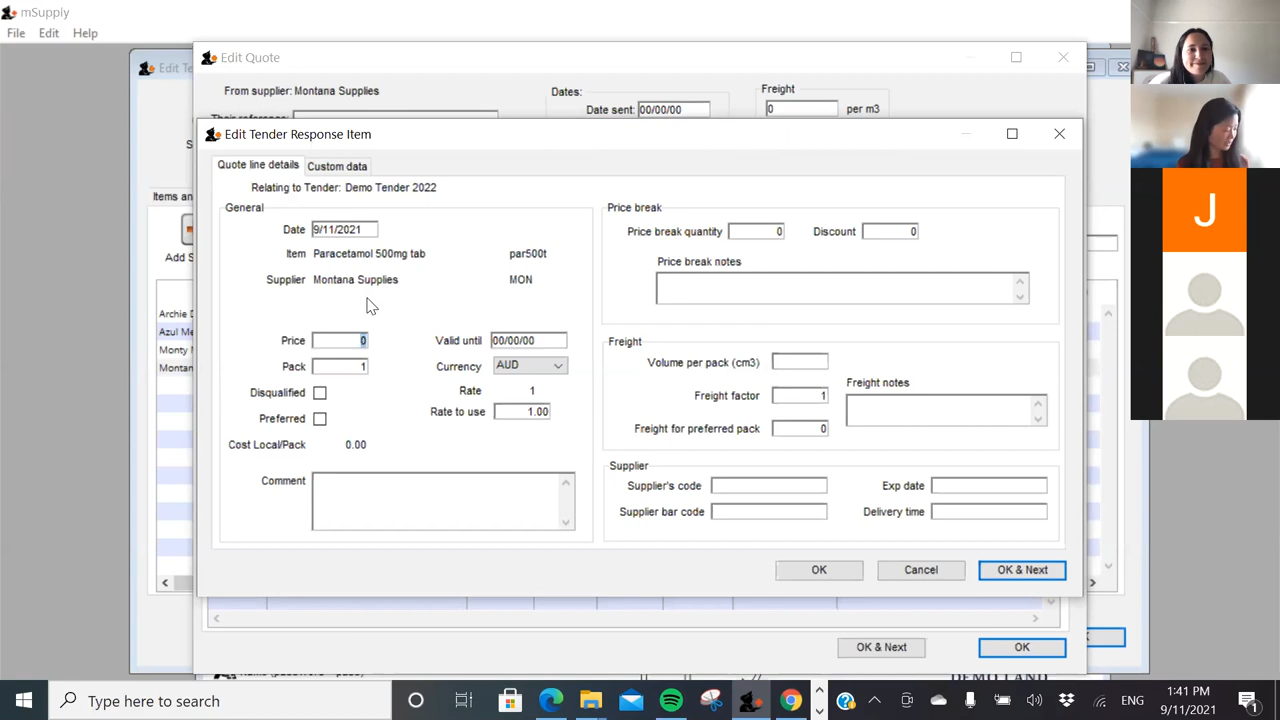 mSupply
File Edit Help
Edit Te
Edit Quote
From supplier: Montana Supplies
Dates:
Date sent: 00/00/00
Freight
0 per m3
Their reference:
Edit Tender Response Item
Quote line details
Custom data
Relating to Tender: Demo Tender 2022
General
Date 9/11/2021
Item Paracetamol 500mg tab par500t
Supplier Montana Supplies MON
Price 0 Valid until 00/00/00
Pack 1 Currency AUD
Disqualified Rate 1
Preferred Rate to use 1.00
Cost Local/Pack 0.00
Comment
Price break
Price break quantity 0 Discount 0
Price break notes
Freight
Volume per pack (cm3)
Freight factor 1 Freight notes
Freight for preferred pack 0
Supplier
Supplier's code Exp date
Supplier bar code Delivery time
OK Cancel OK & Next
OK & Next OK
Items an
Add S
Archie D
Azul Me
Monty
Montan
DEMO LAND
J
Type here to search
ENG
1:41 PM
9/11/2021
1